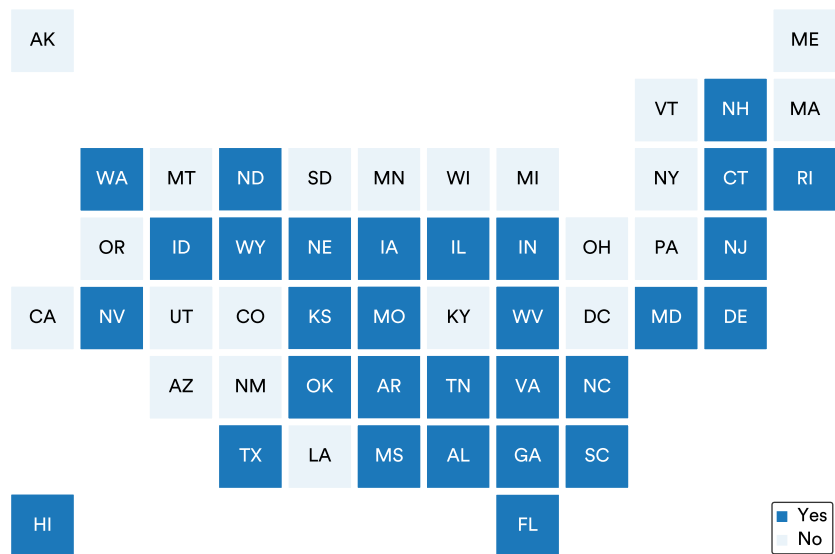 AK ME
VT NH MA
WA MT ND SD MN WI MI NY CT RI
OR ID WY NE IA IL IN OH PA NJ
CA NV UT CO KS MO KY WV DC MD DE
AZ NM OK AR TN VA NC
TX LA MS AL GA SC
HI FL
Yes
No